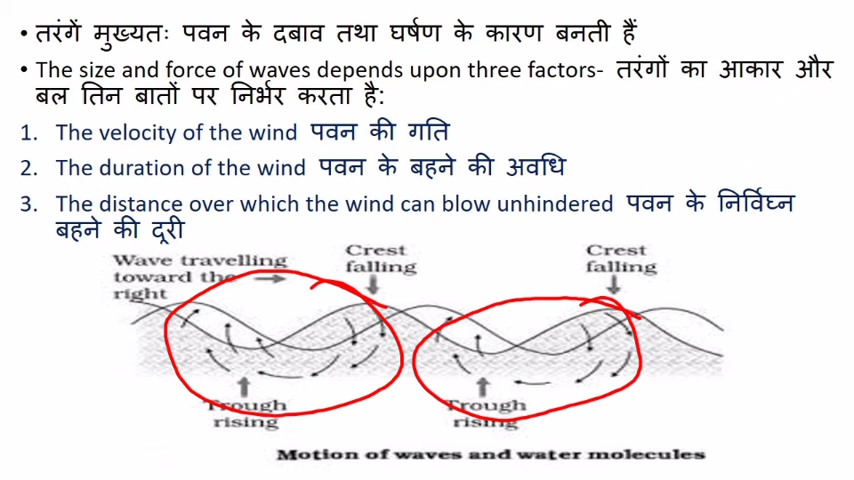 • तरंगें मुख्यतः पवन के दबाव तथा घर्षण के कारण बनती हैं
• The size and force of waves depends upon three factors- तरंगों का आकार और
बल तिन बातों पर निर्भर करता है:
1. The velocity of the wind पवन की गति
2. The duration of the wind पवन के बहने की अवधि
3. The distance over which the wind can blow unhindered पवन के निर्विघ्न
बहने की दूरी
Wave travelling
toward the
right
Crest
falling
Crest
falling
Trough
rising
Trough
rising
Motion of waves and water molecules